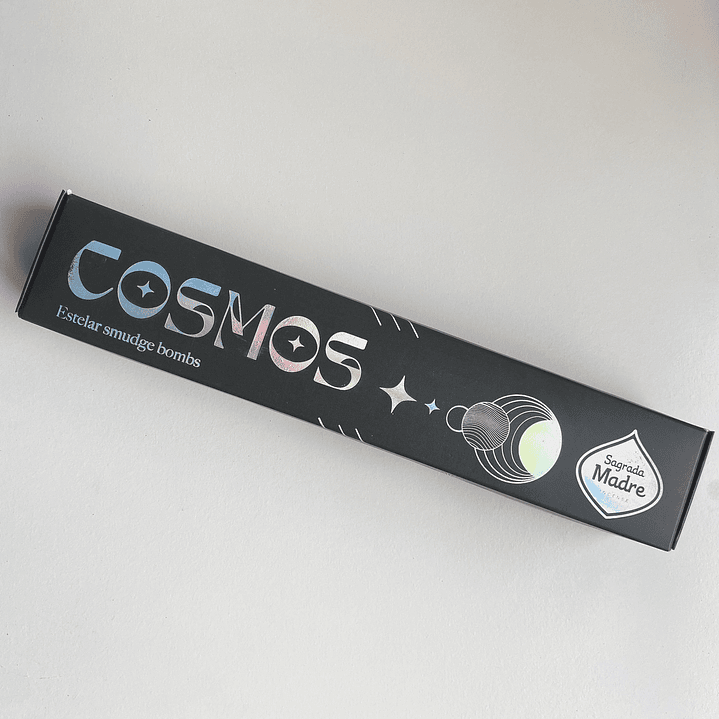 COSMOS
Estelar smudge bombs
Sagrada
Madre